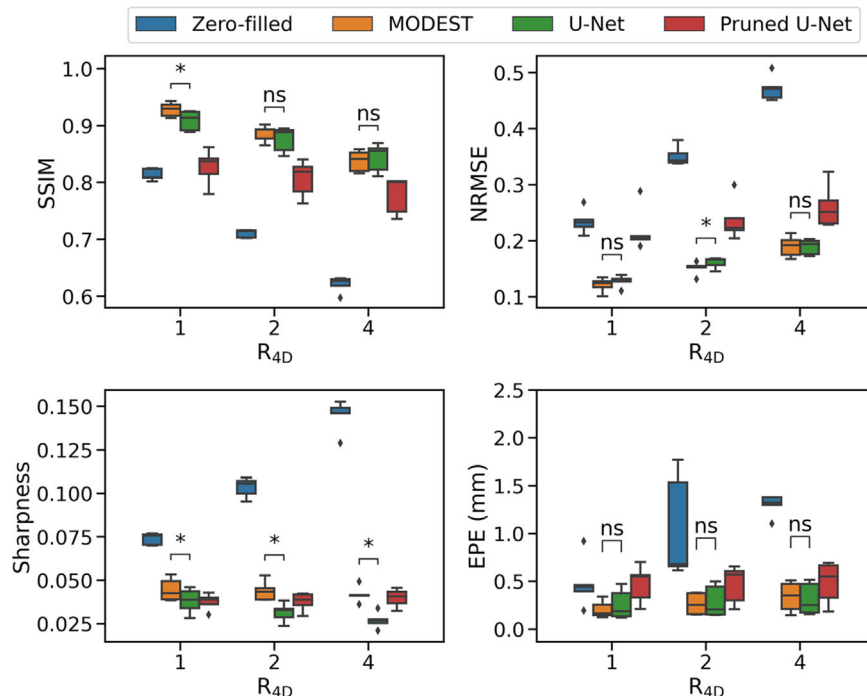 Zero-filled MODEST U-Net Pruned U-Net
SSIM
1.0
0.9
0.8
0.7
0.6
* ns ns
1 2 4
R4D
NRMSE
0.5
0.4
0.3
0.2
0.1
ns * ns
1 2 4
R4D
Sharpness
0.150
0.125
0.100
0.075
0.050
0.025
* * *
1 2 4
R4D
EPE (mm)
2.5
2.0
1.5
1.0
0.5
0.0
ns ns ns
1 2 4
R4D